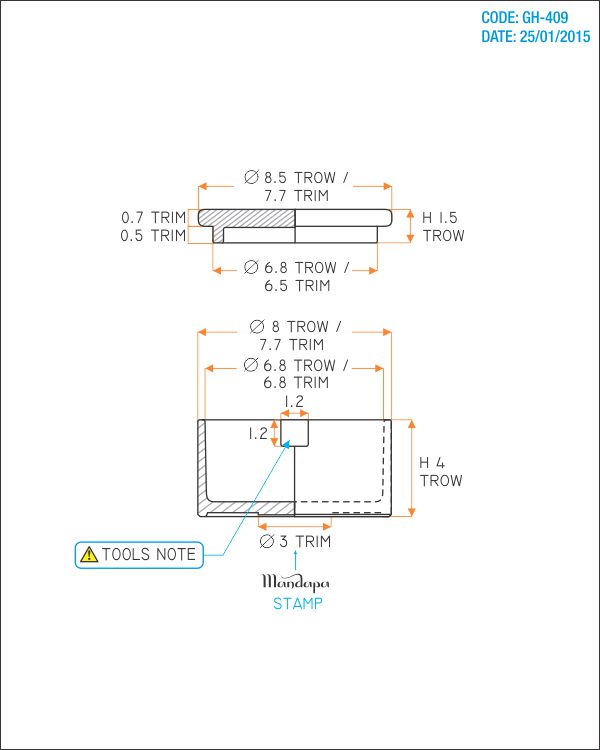 CODE: GH-409
DATE: 25/01/2015
Ø 8.5 TROW /
7.7 TRIM
0.7 TRIM
0.5 TRIM
H 1.5
TROW
Ø 6.8 TROW /
6.5 TRIM
Ø 8 TROW /
7.7 TRIM
Ø 6.8 TROW /
6.8 TRIM
1.2
1.2
H 4
TROW
Ø 3 TRIM
TOOLS NOTE
Mandapa
STAMP